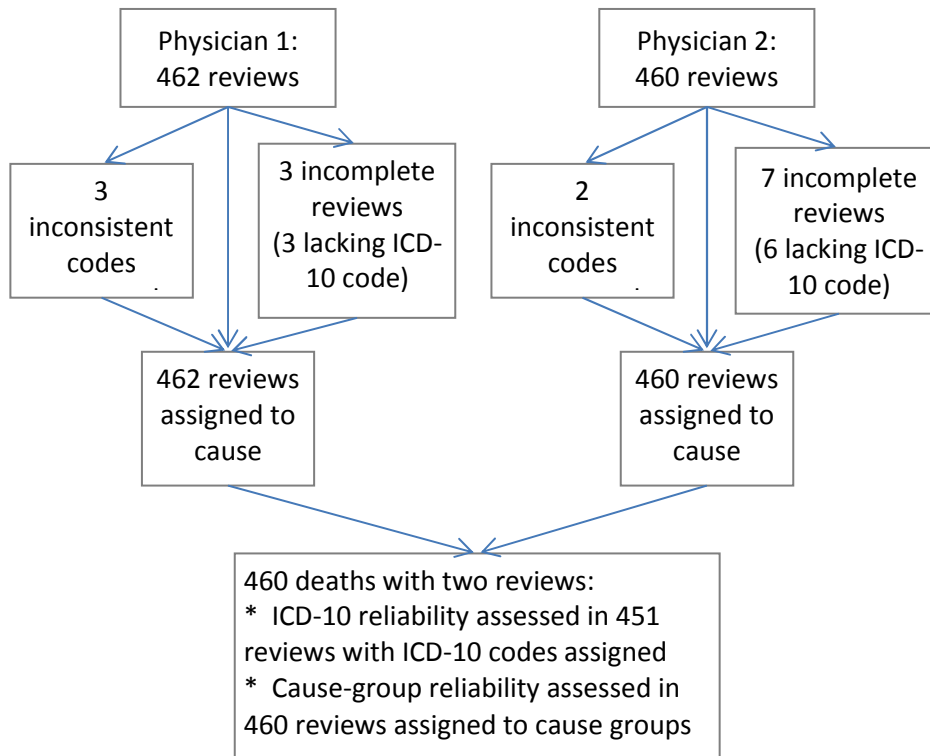 Physician 1:
462 reviews
Physician 2:
460 reviews
3
inconsistent
codes
3 incomplete
reviews
(3 lacking ICD-
10 code)
2
inconsistent
codes
7 incomplete
reviews
(6 lacking ICD-
10 code)
462 reviews
assigned to
cause
460 reviews
assigned to
cause
460 deaths with two reviews:
* ICD-10 reliability assessed in 451
reviews with ICD-10 codes assigned
* Cause-group reliability assessed in
460 reviews assigned to cause groups